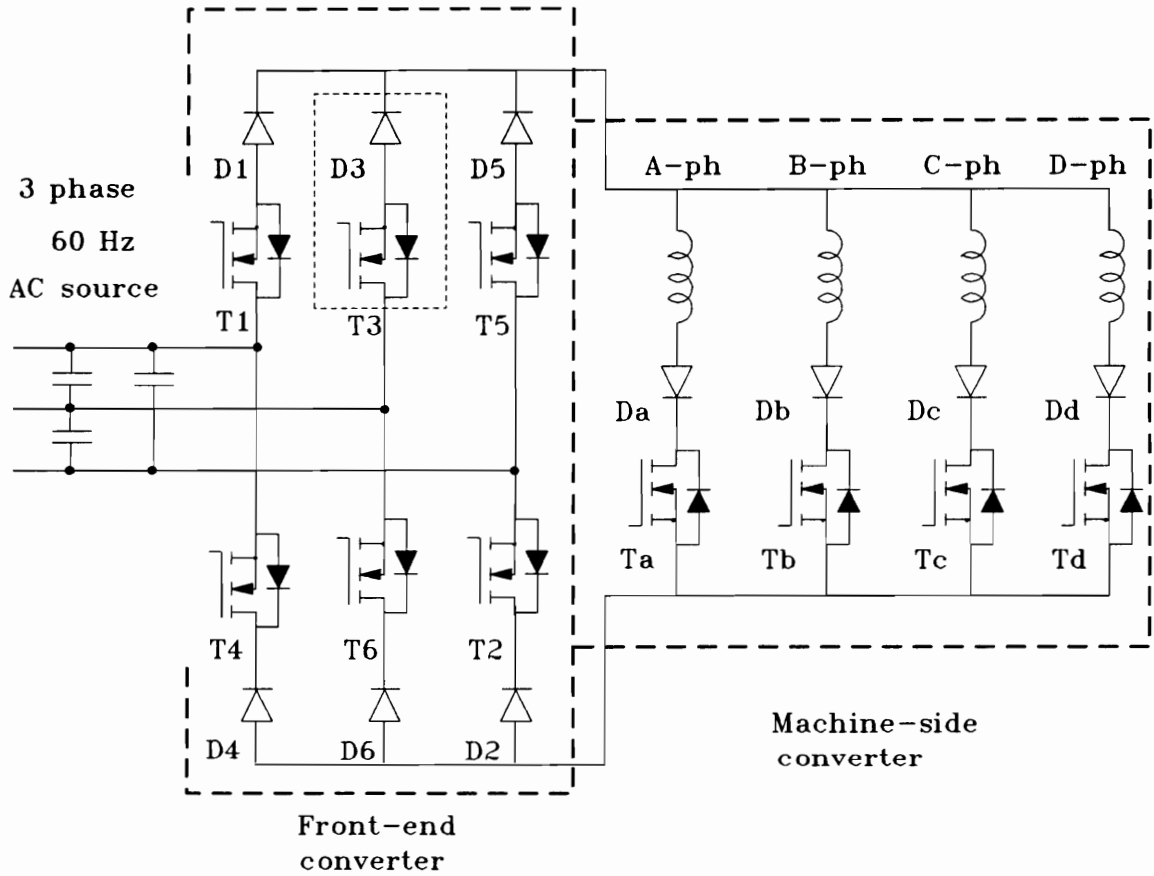 D1
D3
D5
3 phase
60 Hz
AC source
T1
T3
T5
A-ph
B-ph
C-ph
D-ph
Da
Db
Dc
Dd
Ta
Tb
Tc
Td
T4
T6
T2
D4
D6
D2
Machine-side
converter
Front-end
converter